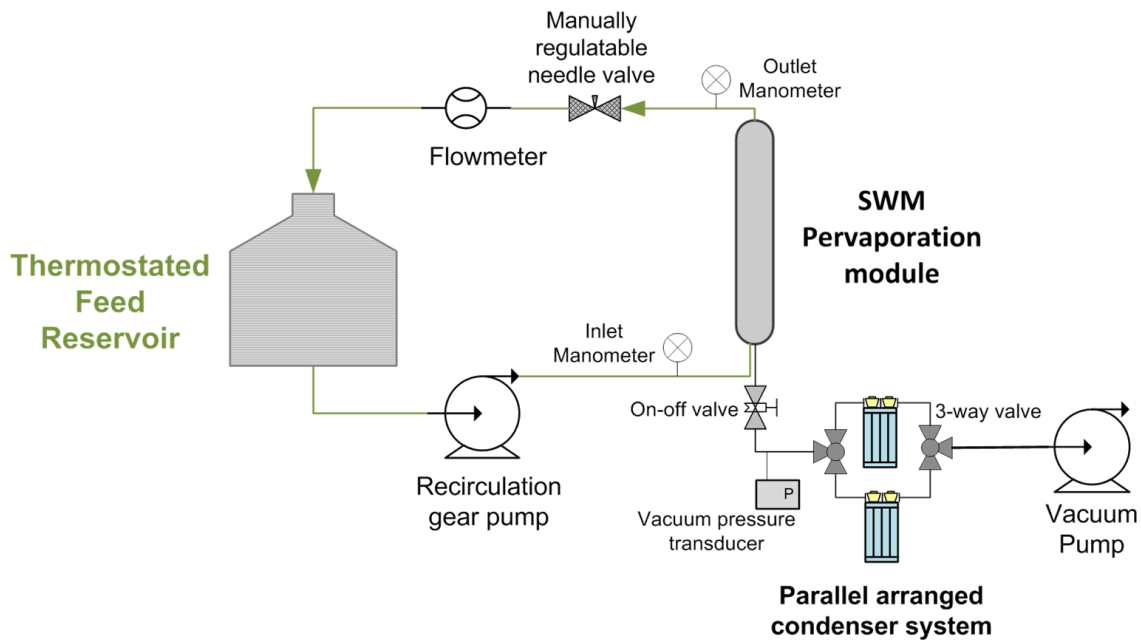 Manually
regulatable
needle valve
Outlet
Manometer
Flowmeter
SWM
Pervaporation
module
Thermostated
Feed
Reservoir
Inlet
Manometer
On-off valve
3-way valve
Recirculation
gear pump
P
Vacuum pressure
transducer
Vacuum
Pump
Parallel arranged
condenser system